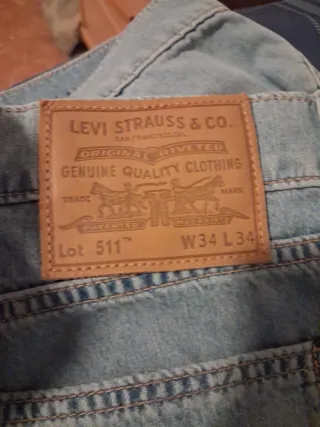 LEVI STRAUSS & CO.
SAN FRANCISCO, CAL.
ORIGINAL RIVETED
GENUINE QUALITY CLOTHING
TRADE MARK
Lot 511™ W34 L34